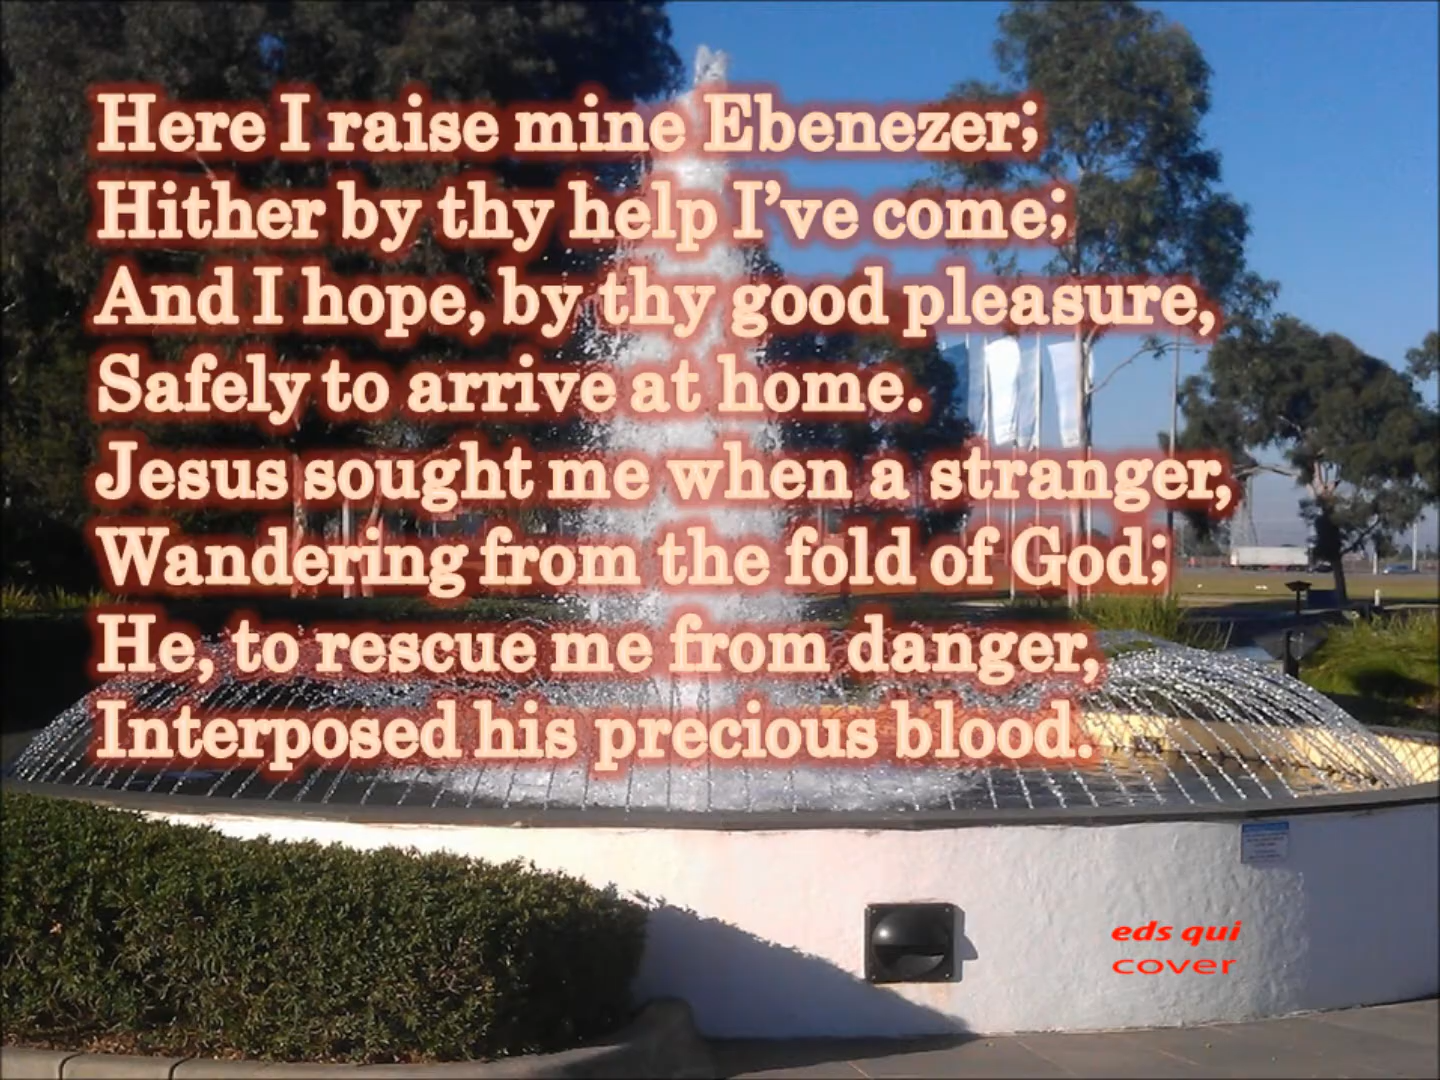 Here I raise mine Ebenezer;
Hither by thy help I've come;
And I hope, by thy good pleasure,
Safely to arrive at home.
Jesus sought me when a stranger,
Wandering from the fold of God;
He, to rescue me from danger,
Interposed his precious blood.
eds qui
cover